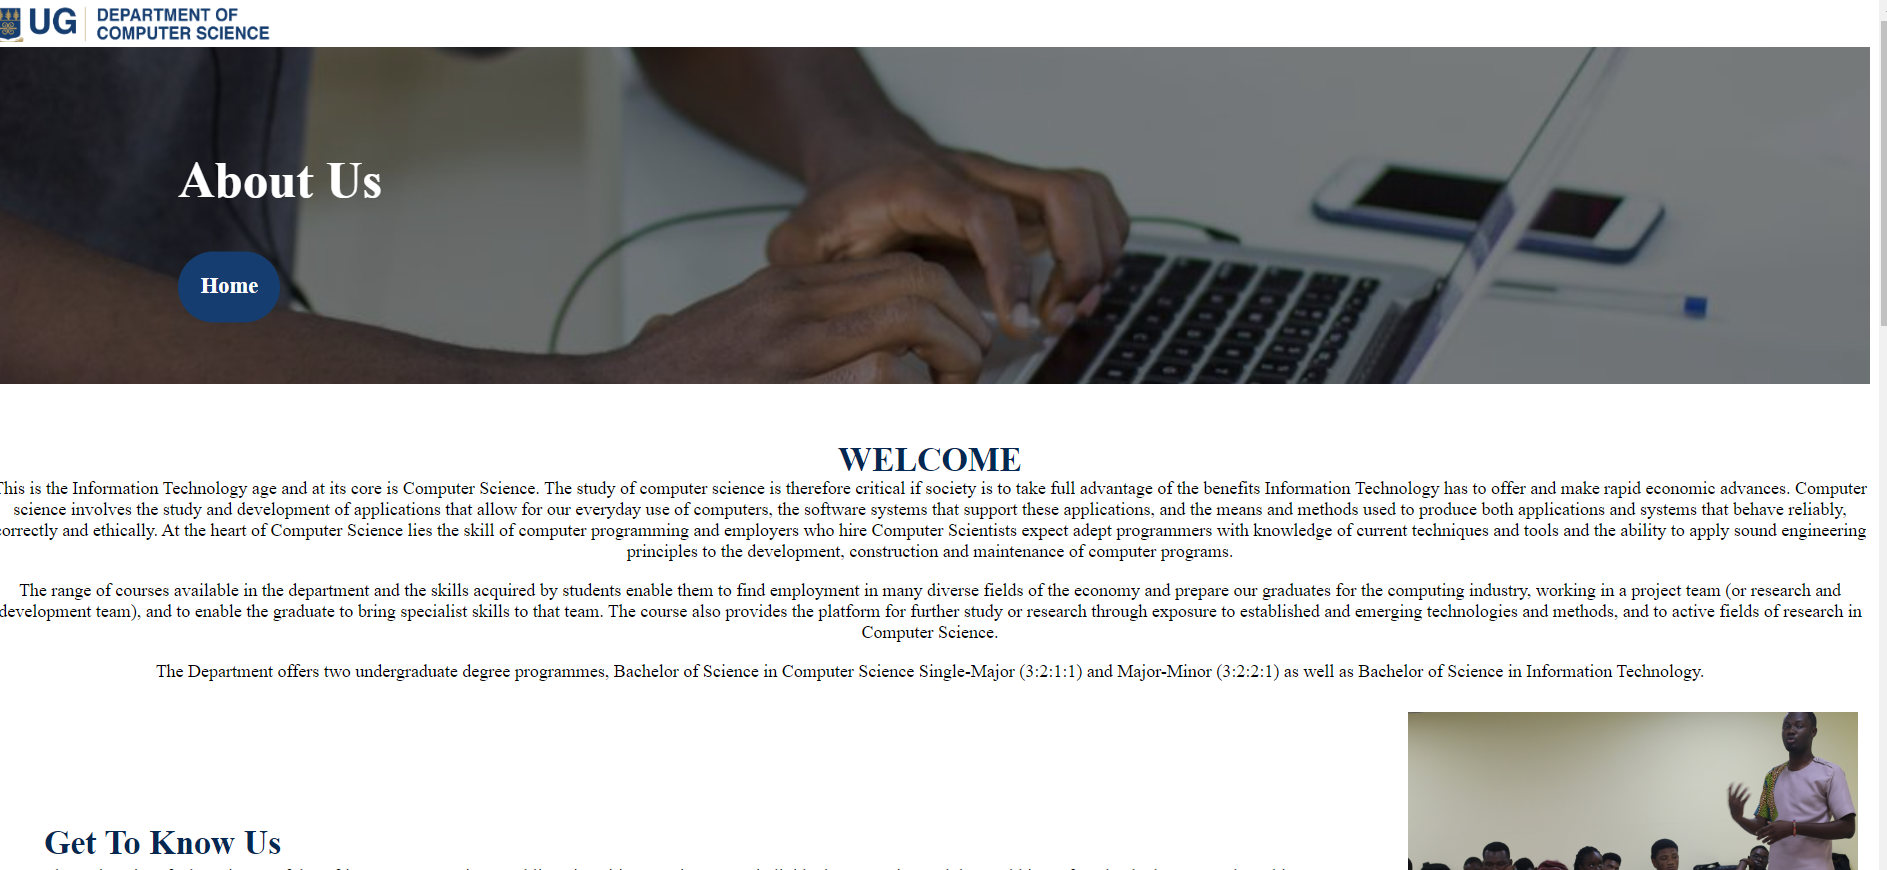 UG
DEPARTMENT OF
COMPUTER SCIENCE
About Us
Home
WELCOME
This is the Information Technology age and at its core is Computer Science. The study of computer science is therefore critical if society is to take full advantage of the benefits Information Technology has to offer and make rapid economic advances. Computer
science involves the study and development of applications that allow for our everyday use of computers, the software systems that support these applications, and the means and methods used to produce both applications and systems that behave reliably,
correctly and ethically. At the heart of Computer Science lies the skill of computer programming and employers who hire Computer Scientists expect adept programmers with knowledge of current techniques and tools and the ability to apply sound engineering
principles to the development, construction and maintenance of computer programs.
The range of courses available in the department and the skills acquired by students enable them to find employment in many diverse fields of the economy and prepare our graduates for the computing industry, working in a project team (or research and
development team), and to enable the graduate to bring specialist skills to that team. The course also provides the platform for further study or research through exposure to established and emerging technologies and methods, and to active fields of research in
Computer Science.
The Department offers two undergraduate degree programmes, Bachelor of Science in Computer Science Single-Major (3:2:1:1) and Major-Minor (3:2:2:1) as well as Bachelor of Science in Information Technology.
Get To Know Us